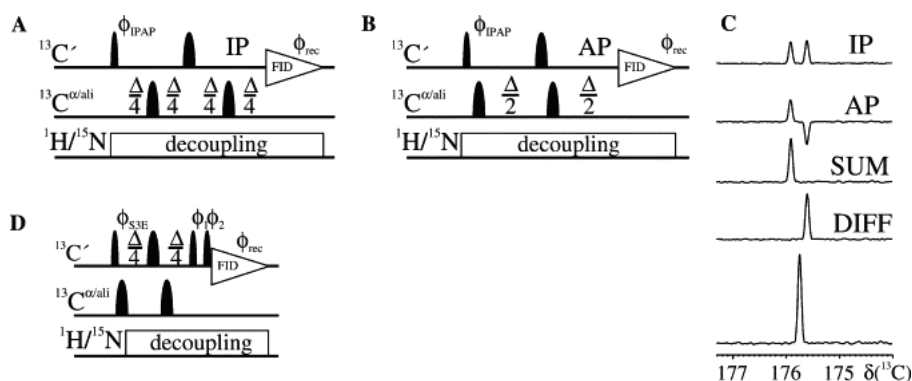 A
ϕIPAP
IP
ϕrec
13C′
FID
Δ/4 Δ/4 Δ/4 Δ/4
13Cα/ali
1H/15N decoupling
B
ϕIPAP
AP
ϕrec
13C′
FID
Δ/2 Δ/2
13Cα/ali
1H/15N decoupling
C
IP
AP
SUM
DIFF
177 176 175 δ(13C)
D
ϕS3E ϕ1ϕ2
ϕrec
13C′
Δ/4 Δ/4
FID
13Cα/ali
1H/15N decoupling